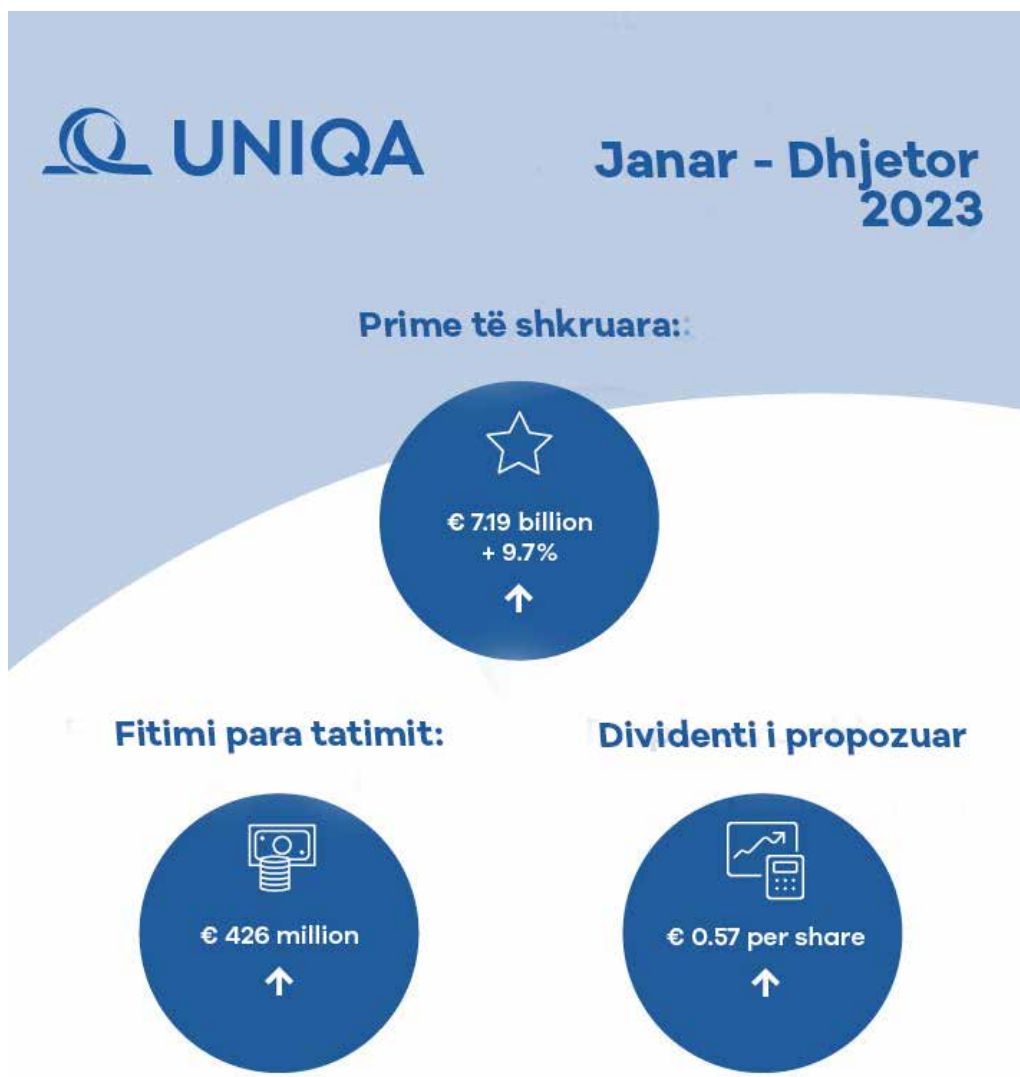 UNIQA
Janar - Dhjetor
2023
Prime të shkruara:
€ 7.19 billion
+ 9.7%
Fitimi para tatimit:
Dividenti i propozuar
€ 426 million
€ 0.57 per share